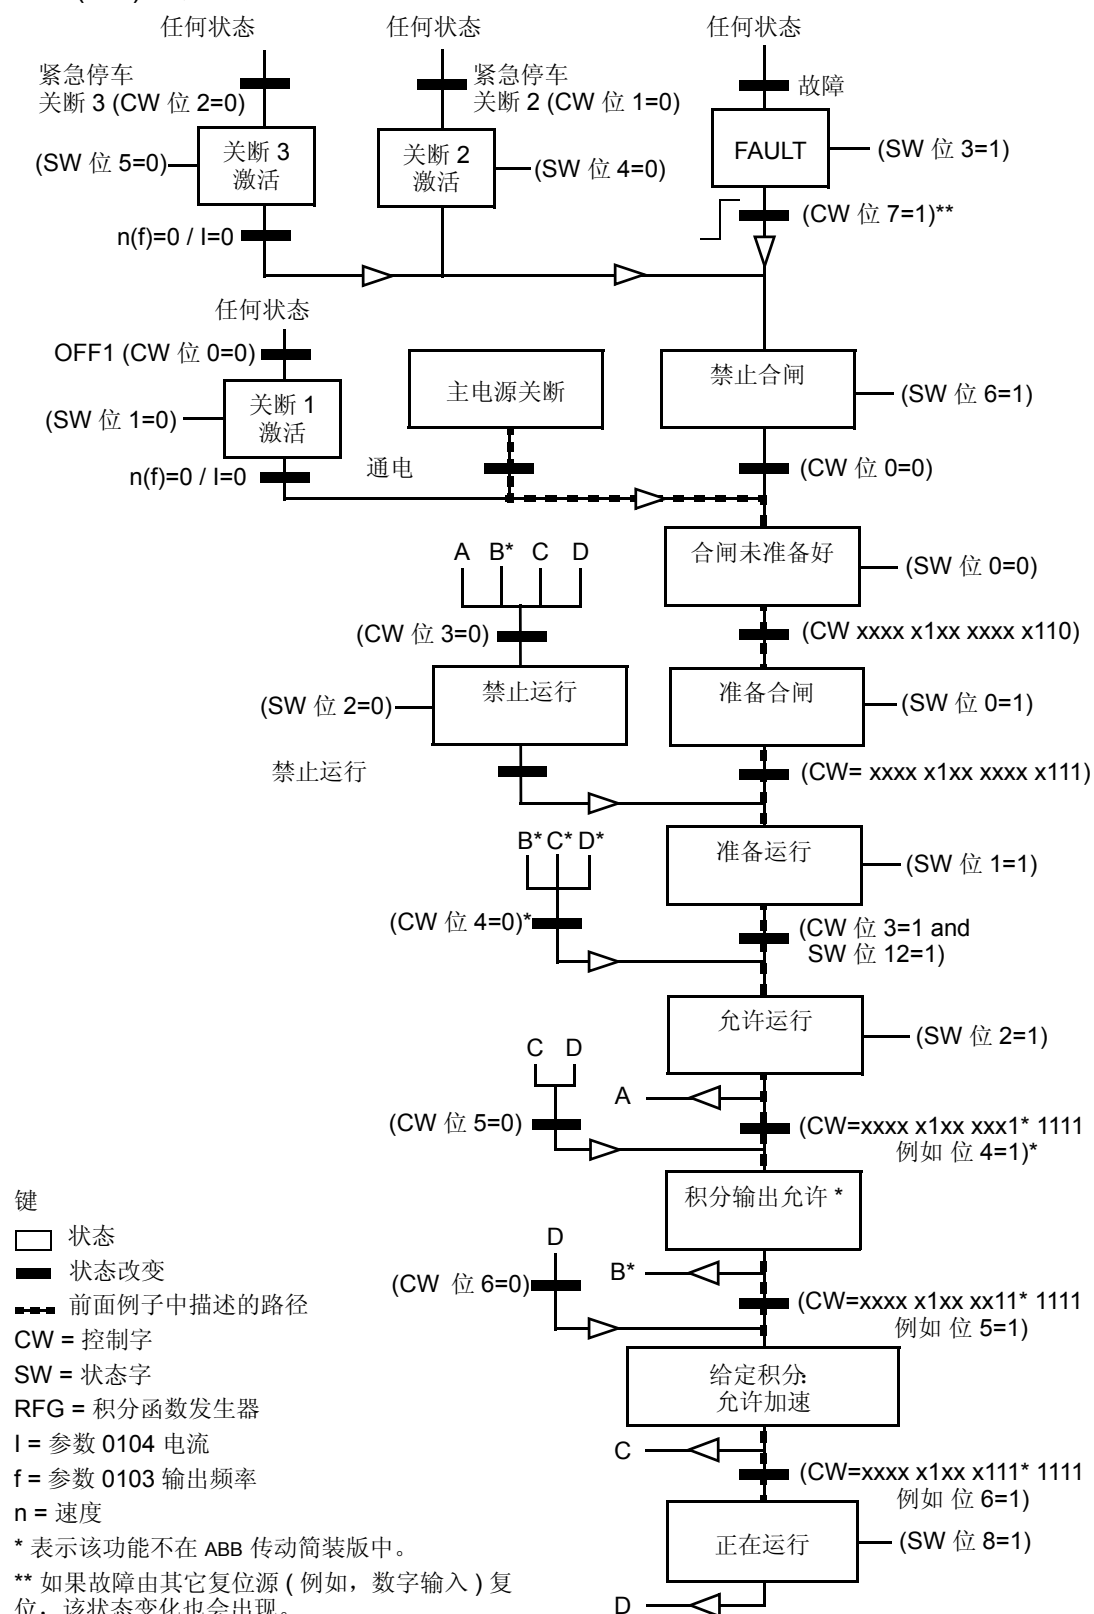 任何状态
任何状态
任何状态
紧急停车
关断 3 (CW 位 2=0)
紧急停车
关断 2 (CW 位 1=0)
故障
(SW 位 5=0)
关断 3
激活
关断 2
激活
(SW 位 4=0)
FAULT
(SW 位 3=1)
n(f)=0 / I=0
(CW 位 7=1)**
任何状态
OFF1 (CW 位 0=0)
(SW 位 1=0)
关断 1
激活
主电源关断
禁止合闸
(SW 位 6=1)
n(f)=0 / I=0
通电
(CW 位 0=0)
A B* C D
合闸未准备好
(SW 位 0=0)
(CW 位 3=0)
(CW xxxx x1xx xxxx x110)
(SW 位 2=0)
禁止运行
准备合闸
(SW 位 0=1)
禁止运行
(CW= xxxx x1xx xxxx x111)
B* C* D*
准备运行
(SW 位 1=1)
(CW 位 4=0)*
(CW 位 3=1 and
SW 位 12=1)
允许运行
(SW 位 2=1)
C D
A
(CW 位 5=0)
(CW=xxxx x1xx xxx1* 1111
例如 位 4=1)*
积分输出允许 *
D
B*
(CW 位 6=0)
(CW=xxxx x1xx xx11* 1111
例如 位 5=1)
给定积分:
允许加速
C
(CW=xxxx x1xx x111* 1111
例如 位 6=1)
正在运行
(SW 位 8=1)
D
键
状态
状态改变
前面例子中描述的路径
CW = 控制字
SW = 状态字
RFG = 积分函数发生器
I = 参数 0104 电流
f = 参数 0103 输出频率
n = 速度
* 表示该功能不在 ABB 传动简装版中。
** 如果故障由其它复位源 ( 例如，数字输入 ) 复
位，该状态变化也会出现。